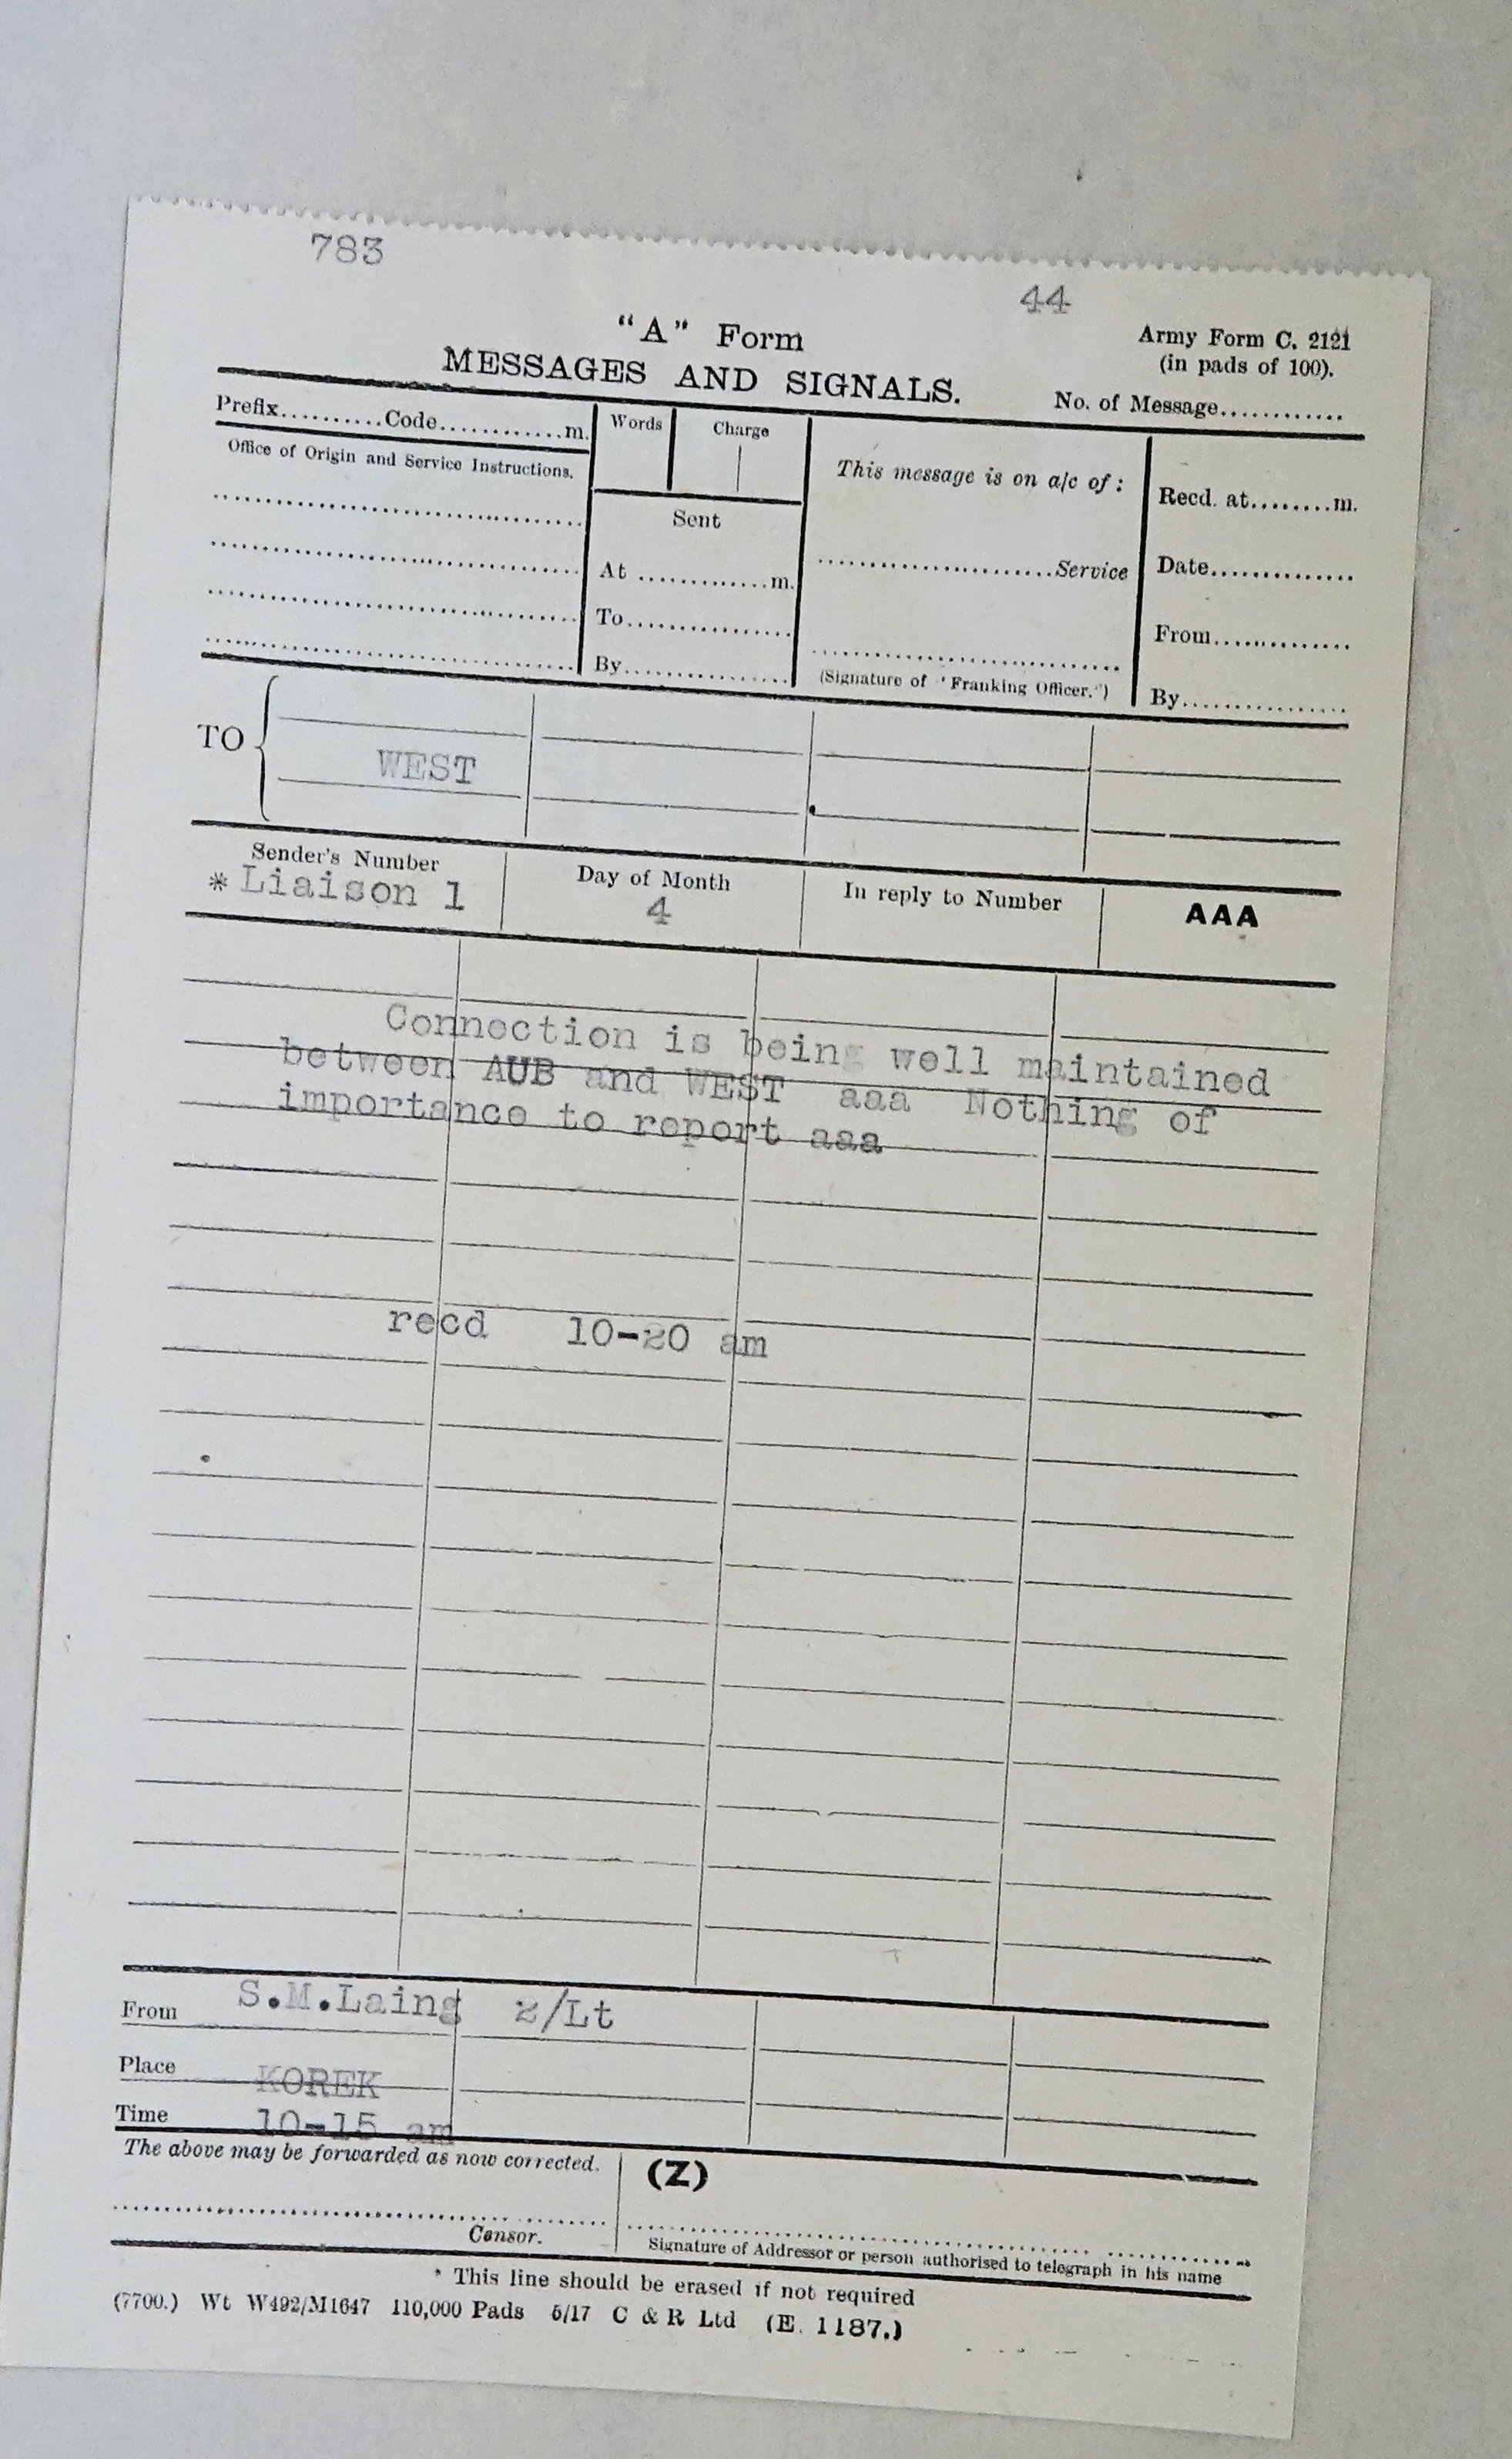 783
44
"A" Form
Army Form C. 2121
MESSAGES AND SIGNALS.
(in pads of 100).
No. of Message............
Prefix..........Code............m.
Words
Charge
This message is on a/c of :
Recd. at........m.
Office of Origin and Service Instructions.
Sent
At .............m.
........................Service
Date..............
To................
From..............
By................
(Signature of "Franking Officer.")
By................
TO
WEST
Sender's Number
Day of Month
In reply to Number
AAA
* Liaison 1
4
Connection is being well maintained
between AUB and WEST aaa Nothing of
importance to report aaa
recd 10-20 am
From S.M.Laing 2/Lt
Place KOREK
Time 10-15 am
The above may be forwarded as now corrected.
(Z)
Censor.
Signature of Addressor or person authorised to telegraph in his name
* This line should be erased if not required
(7700.) Wt W492/M1647 110,000 Pads 5/17 C & R Ltd (E. 1187.)